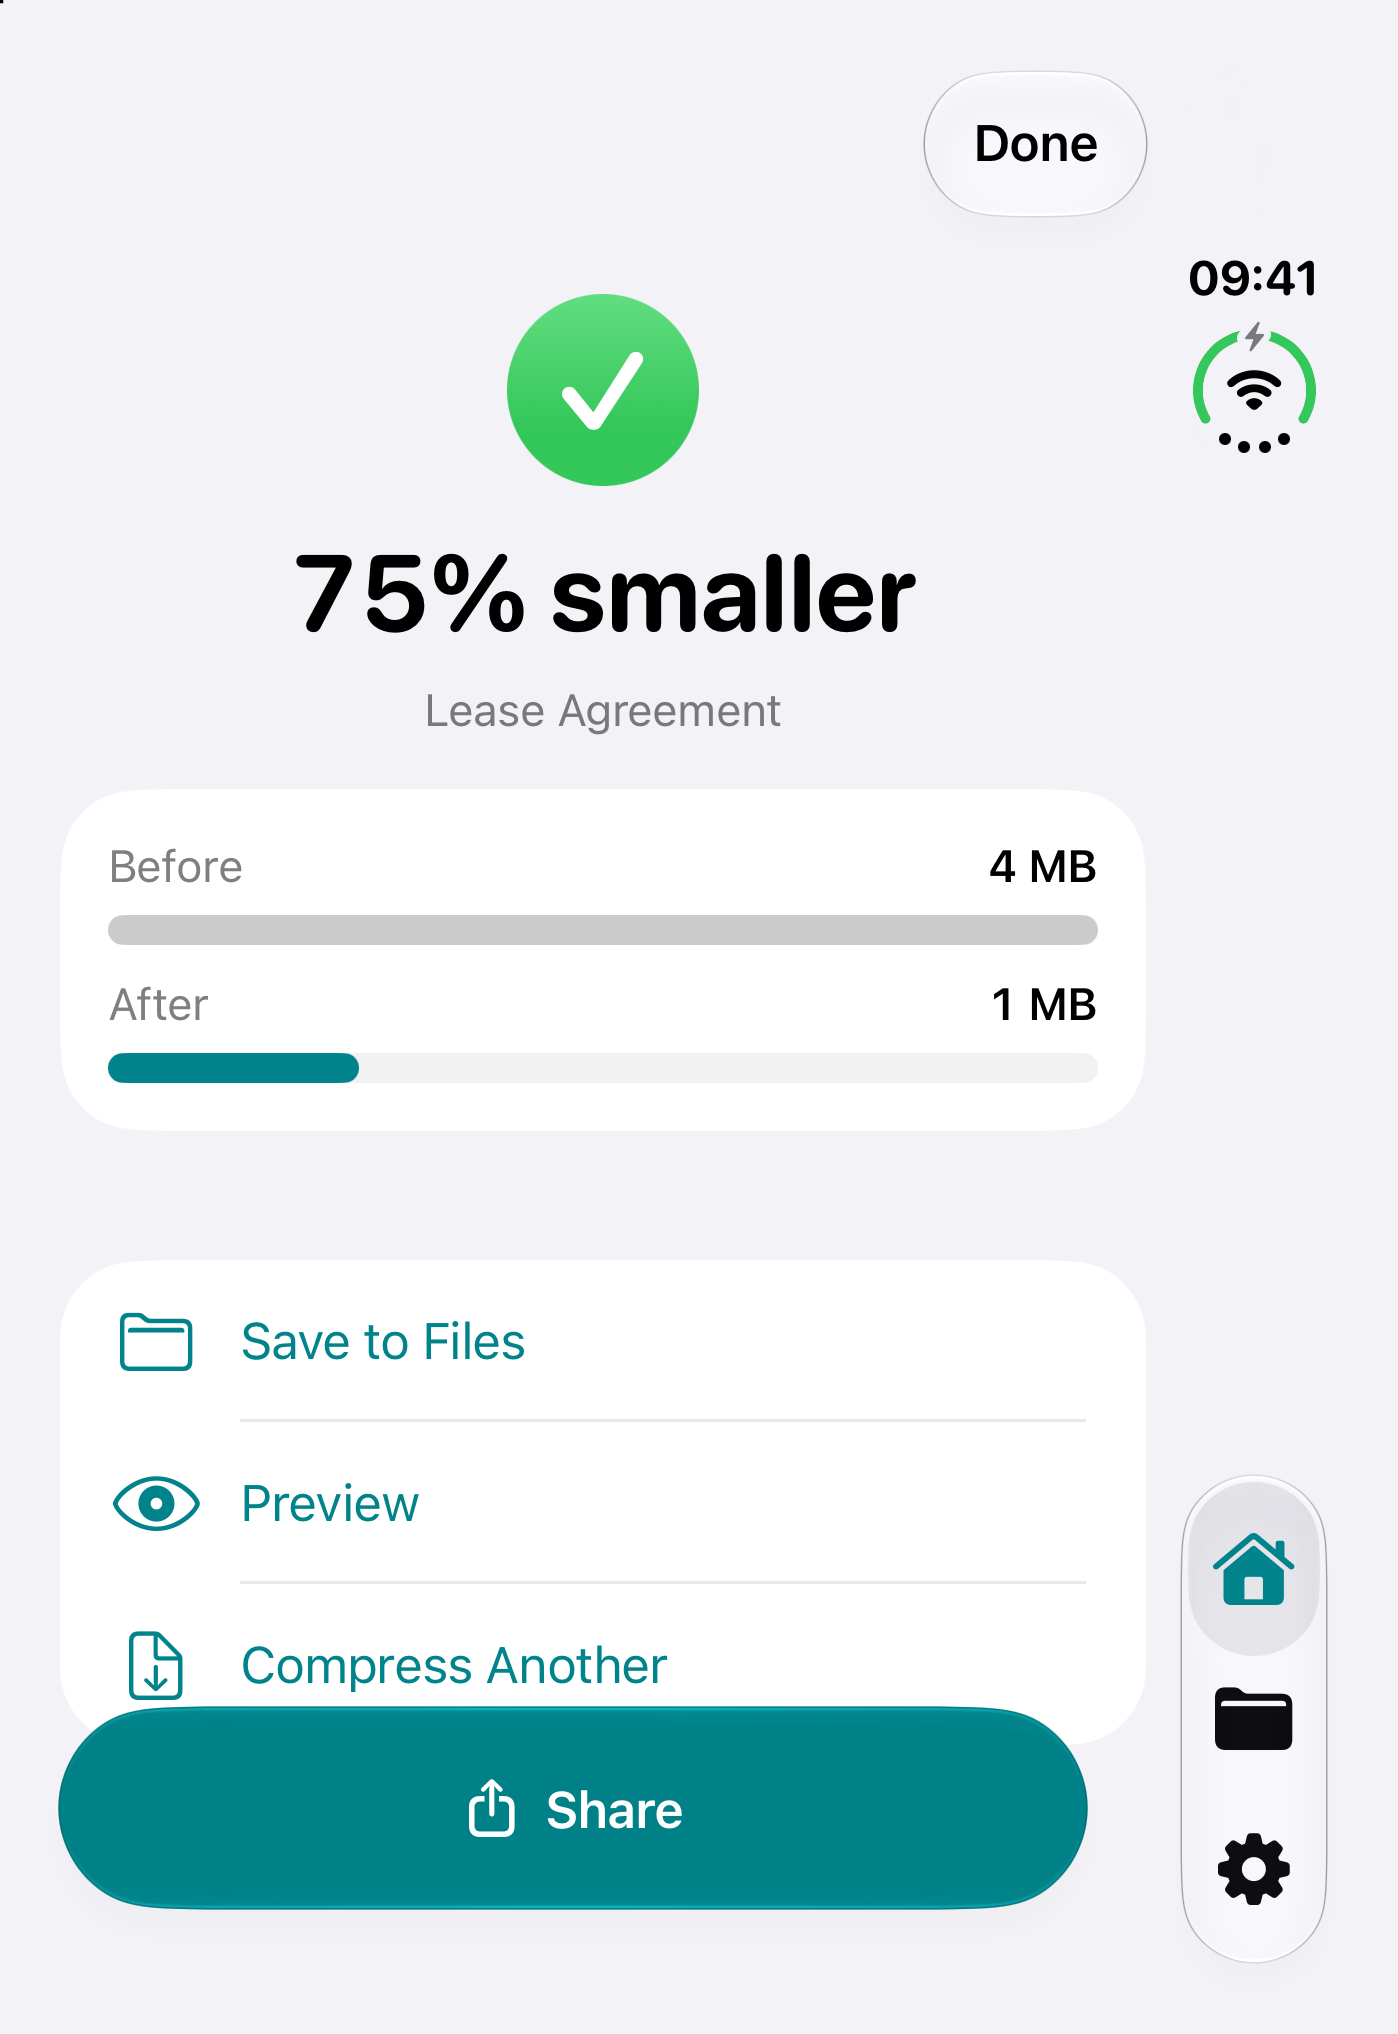 Done
09:41
75% smaller
Lease Agreement
Before 4 MB
After 1 MB
Save to Files
Preview
Compress Another
Share